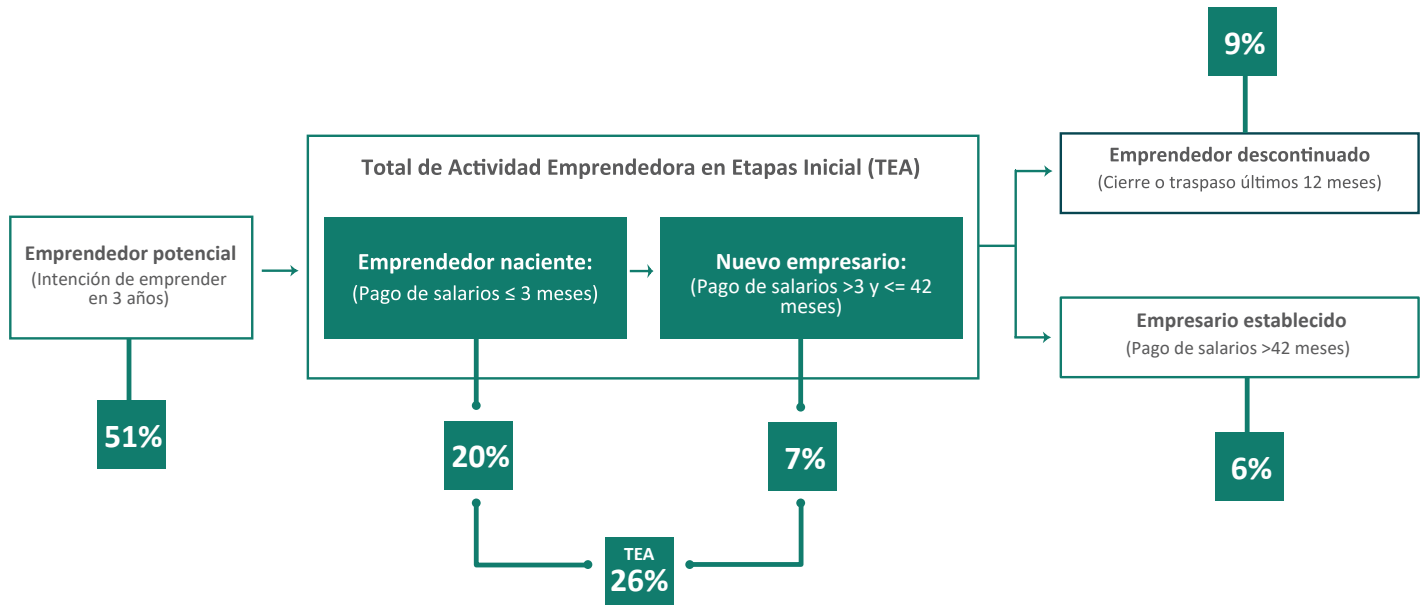 9%
Emprendedor descontinuado
(Cierre o traspaso últimos 12 meses)
Total de Actividad Emprendedora en Etapas Inicial (TEA)
Emprendedor potencial
(Intención de emprender
en 3 años)
Emprendedor naciente:
(Pago de salarios ≤ 3 meses)
Nuevo empresario:
(Pago de salarios >3 y <= 42
meses)
Empresario establecido
(Pago de salarios >42 meses)
51%
20%
7%
6%
TEA
26%